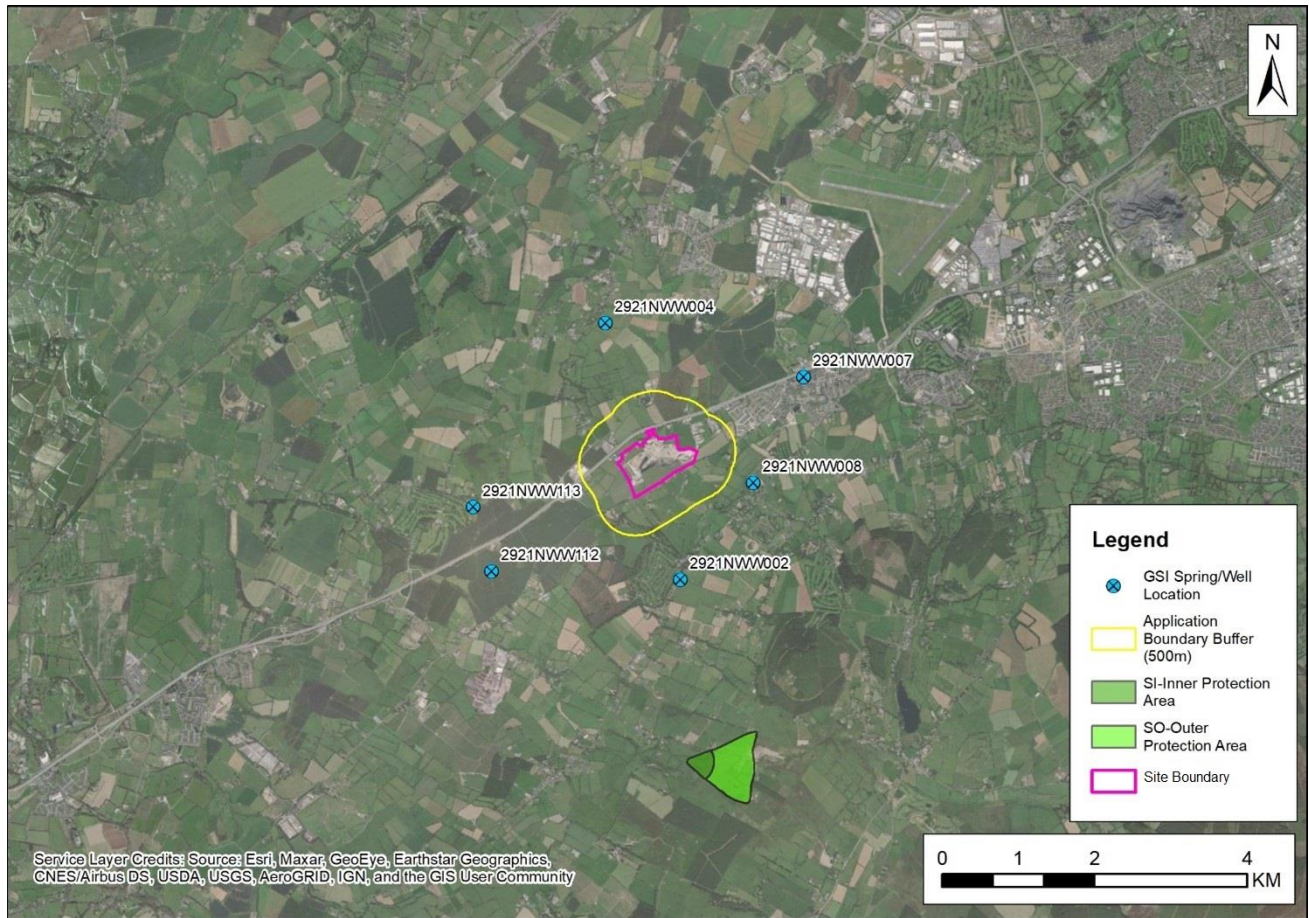 N
2921NWW004
2921NWW007
2921NWW008
2921NWW113
2921NWW112
2921NWW002
Legend
GSI Spring/Well
Location
Application
Boundary Buffer
(500m)
SI-Inner Protection
Area
SO-Outer
Protection Area
Site Boundary
0 1 2 4
KM
Service Layer Credits: Source: Esri, Maxar, GeoEye, Earthstar Geographics,
CNES/Airbus DS, USDA, USGS, AeroGRID, IGN, and the GIS User Community